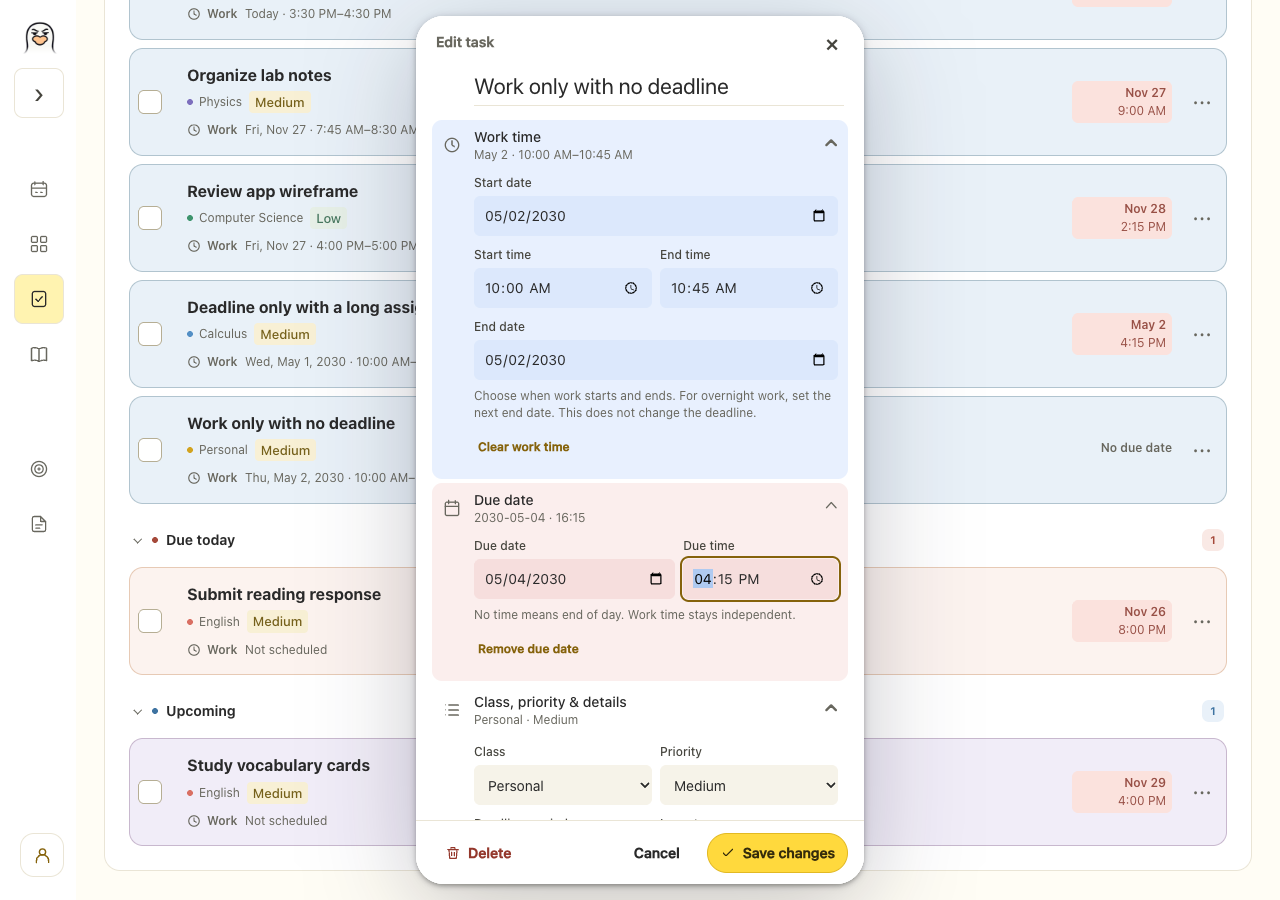 Work Today · 3:30 PM–4:30 PM
Edit task
Work only with no deadline
Organize lab notes
Physics Medium
Work Fri, Nov 27 · 7:45 AM–8:30 AM
Nov 27
9:00 AM
Review app wireframe
Computer Science Low
Work Fri, Nov 27 · 4:00 PM–5:00 PM
Nov 28
2:15 PM
Deadline only with a long assig
Calculus Medium
Work Wed, May 1, 2030 · 10:00 AM–
May 2
4:15 PM
Work only with no deadline
Personal Medium
Work Thu, May 2, 2030 · 10:00 AM–
No due date
Due today
1
Submit reading response
English Medium
Work Not scheduled
Nov 26
8:00 PM
Upcoming
1
Study vocabulary cards
English Medium
Work Not scheduled
Nov 29
4:00 PM
Work time
May 2 · 10:00 AM–10:45 AM
Start date
05/02/2030
Start time End time
10:00 AM 10:45 AM
End date
05/02/2030
Choose when work starts and ends. For overnight work, set the
next end date. This does not change the deadline.
Clear work time
Due date
2030-05-04 · 16:15
Due date Due time
05/04/2030 04:15 PM
No time means end of day. Work time stays independent.
Remove due date
Class, priority & details
Personal · Medium
Class Priority
Personal Medium
Delete Cancel Save changes